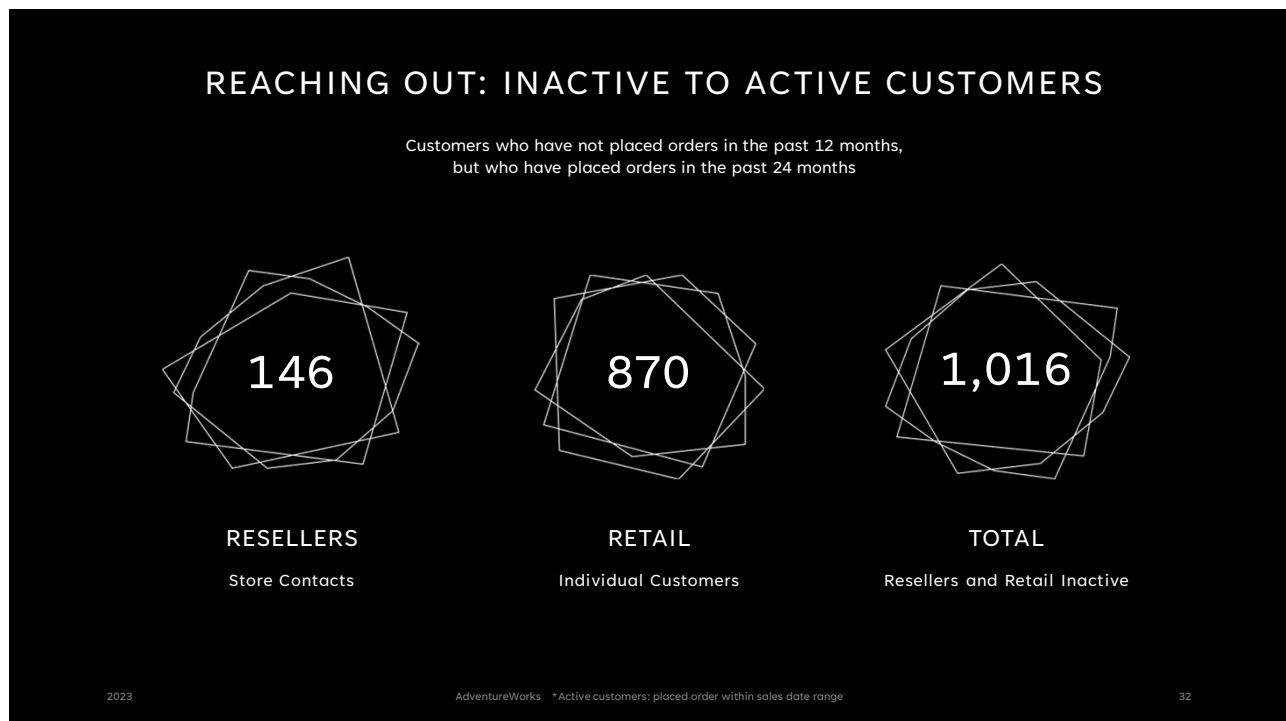 REACHING OUT: INACTIVE TO ACTIVE CUSTOMERS
Customers who have not placed orders in the past 12 months,
but who have placed orders in the past 24 months
146
870
1,016
RESELLERS
RETAIL
TOTAL
Store Contacts
Individual Customers
Resellers and Retail Inactive
2023
AdventureWorks *Active customers: placed order within sales date range
32